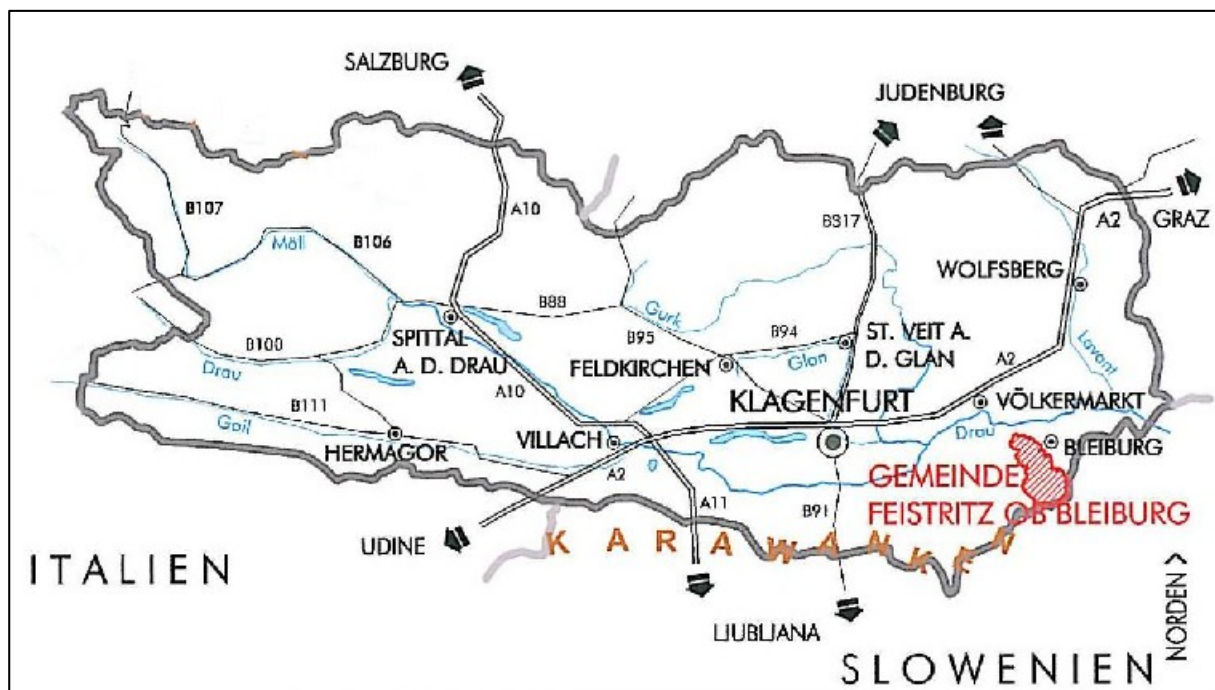 SALZBURG
JUDENBURG
B107
A10
B317
A2
GRAZ
Möll
B106
WOLFSBERG
B88
Gurk
SPITTAL
A. D. DRAU
B95
B94
ST. VEIT A.
D. GLAN
B100
Drau
FELDKIRCHEN
Glan
A2
Lavant
A10
KLAGENFURT
VÖLKERMARKT
B111
Gail
HERMAGOR
VILLACH
Drau
BLEIBURG
A2
GEMEINDE
FEISTRITZ OB BLEIBURG
A11
B91
UDINE
KARAWANKEN
ITALIEN
LJUBLJANA
SLOWENIEN
NORDEN >